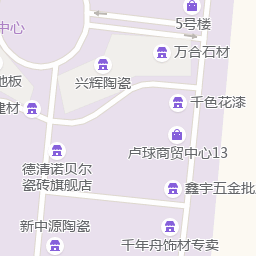 5号楼
中心
万合石材
兴辉陶瓷
地板
千色花漆
建材
卢球商贸中心13
德清诺贝尔
瓷砖旗舰店
鑫宇五金批
新中源陶瓷
千年舟饰材专卖